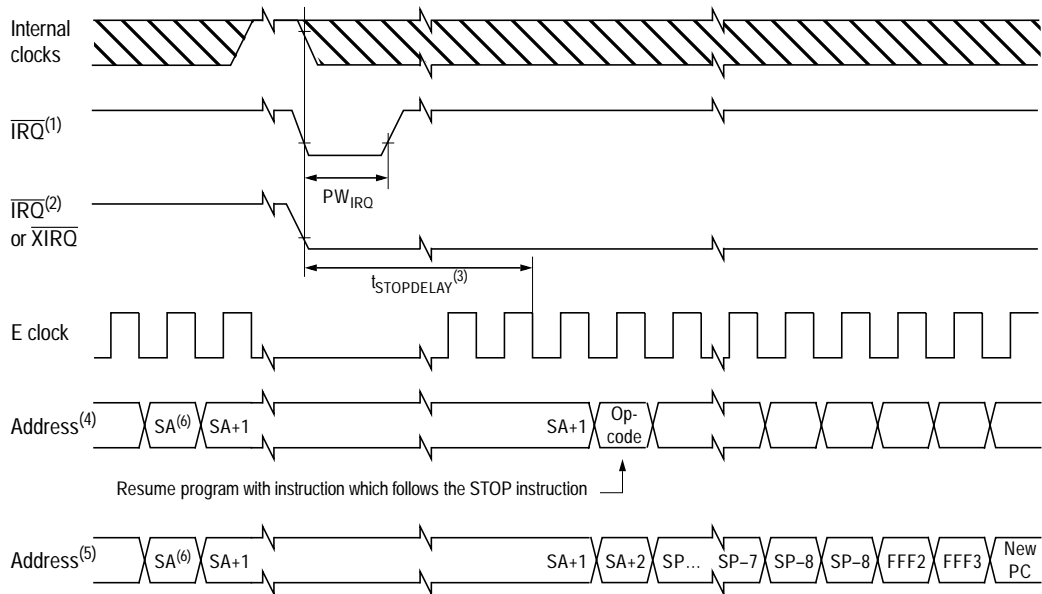 Internal
clocks
IRQ(1)
PWIRQ
IRQ(2)
or XIRQ
tSTOPDELAY(3)
E clock
Address(4) SA(6) SA+1 SA+1 Op-
code
Resume program with instruction which follows the STOP instruction
Address(5) SA(6) SA+1 SA+1 SA+2 SP... SP–7 SP–8 SP–8 FFF2 FFF3 New
PC